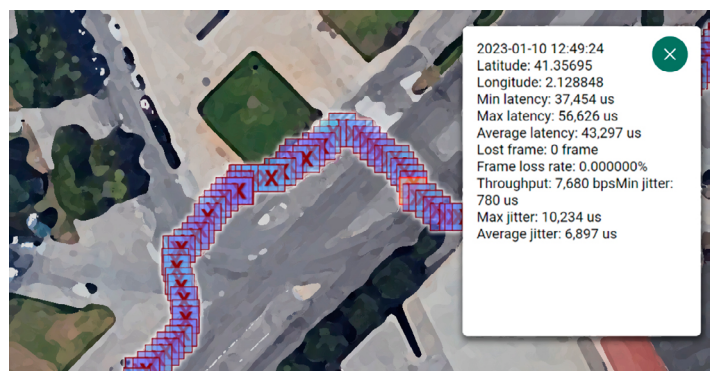 2023-01-10 12:49:24
Latitude: 41.35695
Longitude: 2.128848
Min latency: 37,454 us
Max latency: 56,626 us
Average latency: 43,297 us
Lost frame: 0 frame
Frame loss rate: 0.000000%
Throughput: 7,680 bpsMin jitter:
780 us
Max jitter: 10,234 us
Average jitter: 6,897 us